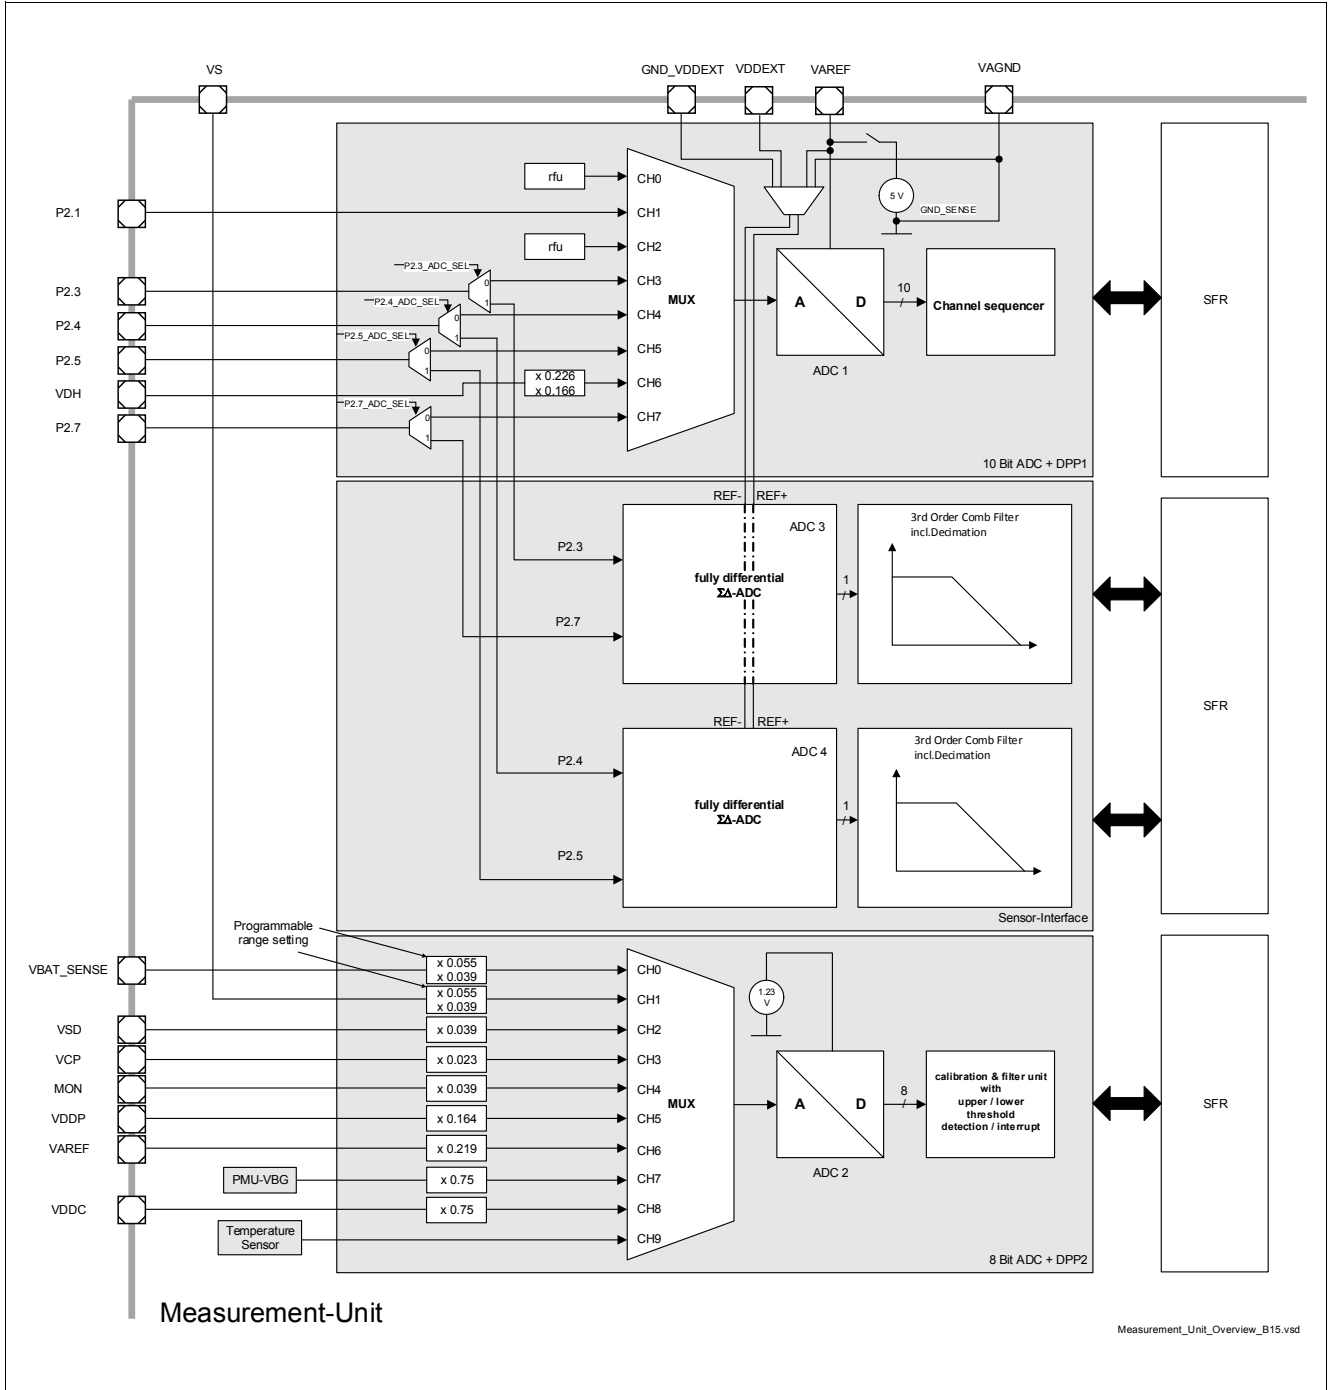 VS
GND_VDDEXT
VDDEXT
VAREF
VAGND
rfu
CH0
5 V
P2.1
CH1
GND_SENSE
rfu
CH2
P2.3_ADC_SEL
P2.3
0
CH3
1
MUX
A
D
10
Channel sequencer
SFR
P2.4_ADC_SEL
P2.4
0
CH4
1
P2.5_ADC_SEL
P2.5
0
CH5
1
ADC 1
VDH
x 0.226
x 0.166
CH6
P2.7_ADC_SEL
P2.7
0
CH7
1
10 Bit ADC + DPP1
REF-
REF+
ADC 3
3rd Order Comb Filter
incl.Decimation
P2.3
fully differential
ΣΔ-ADC
1
P2.7
SFR
REF-
REF+
ADC 4
3rd Order Comb Filter
incl.Decimation
P2.4
fully differential
ΣΔ-ADC
1
P2.5
Sensor-Interface
Programmable
range setting
VBAT_SENSE
x 0.055
x 0.039
CH0
x 0.055
x 0.039
CH1
1.23
V
VSD
x 0.039
CH2
VCP
x 0.023
CH3
MON
x 0.039
CH4
MUX
A
D
8
calibration & filter unit
with
upper / lower
threshold
detection / interrupt
SFR
VDDP
x 0.164
CH5
VAREF
x 0.219
CH6
ADC 2
PMU-VBG
x 0.75
CH7
VDDC
x 0.75
CH8
Temperature
Sensor
CH9
8 Bit ADC + DPP2
Measurement-Unit
Measurement_Unit_Overview_B15.vsd